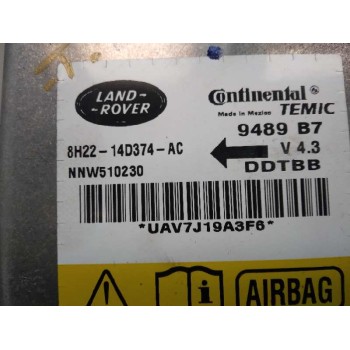 LAND-
ROVER
Continental
Made in Mexico TEMIC
9489 B7
8H22-14D374-AC
V 4.3
NNW510230
DDTBB
*UAV7J19A3F6*
AIRBAG